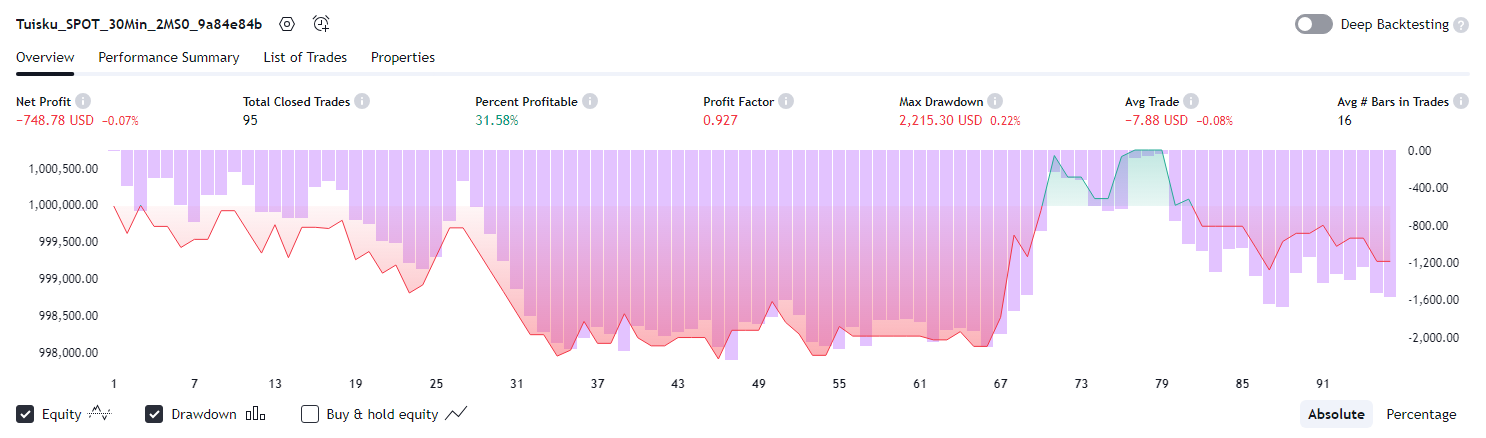 Tuisku_SPOT_30Min_2MS0_9a84e84b
Deep Backtesting ?
Overview Performance Summary List of Trades Properties
Net Profit Total Closed Trades Percent Profitable Profit Factor Max Drawdown Avg Trade Avg # Bars in Trades
−748.78 USD −0.07% 95 31.58% 0.927 2,215.30 USD 0.22% −7.88 USD −0.08% 16
1,000,500.00
1,000,000.00
999,500.00
999,000.00
998,500.00
998,000.00
0.00
-400.00
-800.00
-1,200.00
-1,600.00
-2,000.00
1 7 13 19 25 31 37 43 49 55 61 67 73 79 85 91
Equity Drawdown Buy & hold equity Absolute Percentage